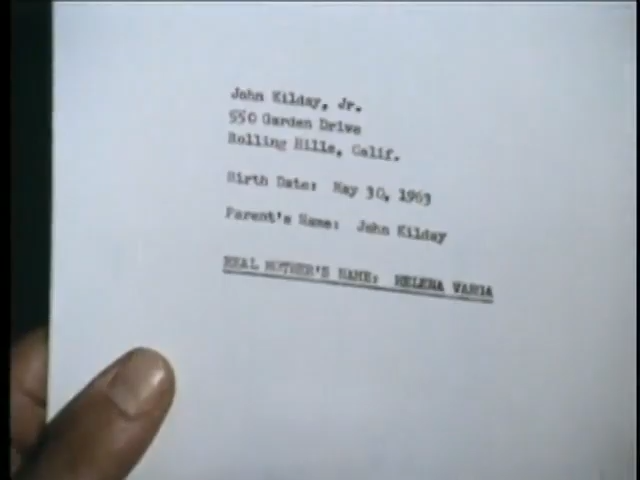 John Kilday, Jr.
550 Garden Drive
Rolling Hills, Calif.
Birth Date: May 30, 1963
Parent's Name: John Kilday
REAL MOTHER'S NAME: HELENA VARGA